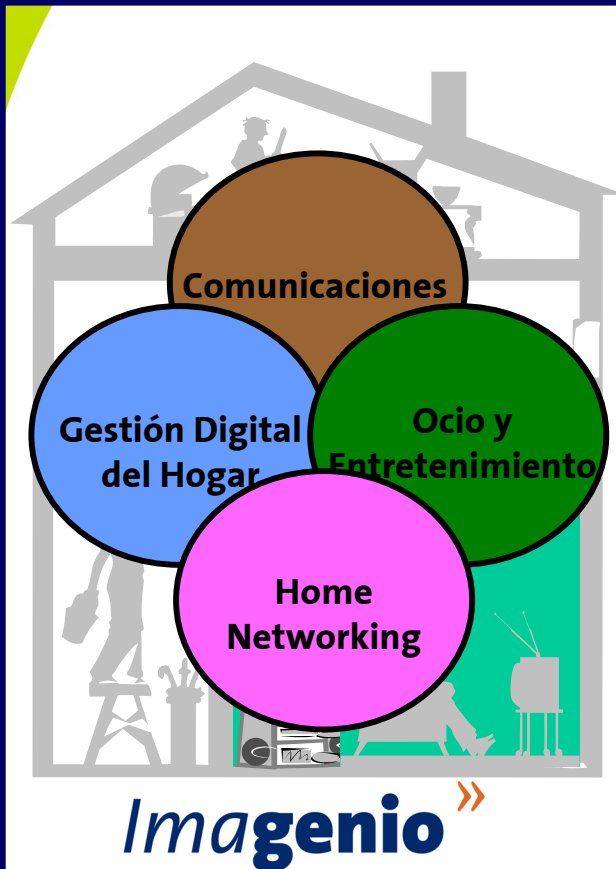 Comunicaciones
Gestión Digital
del Hogar
Ocio y
Entretenimiento
Home
Networking
Imagenio»